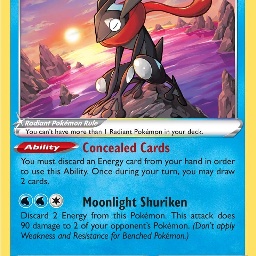 Radiant Pokémon Rule
You can't have more than 1 Radiant Pokémon in your deck.
Ability Concealed Cards
You must discard an Energy card from your hand in order
to use this Ability. Once during your turn, you may draw
2 cards.
Moonlight Shuriken
Discard 2 Energy from this Pokémon. This attack does
90 damage to 2 of your opponent's Pokémon. (Don't apply
Weakness and Resistance for Benched Pokémon.)